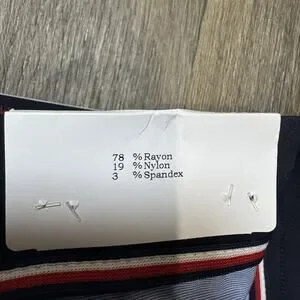 78 % Rayon
19 % Nylon
3 % Spandex